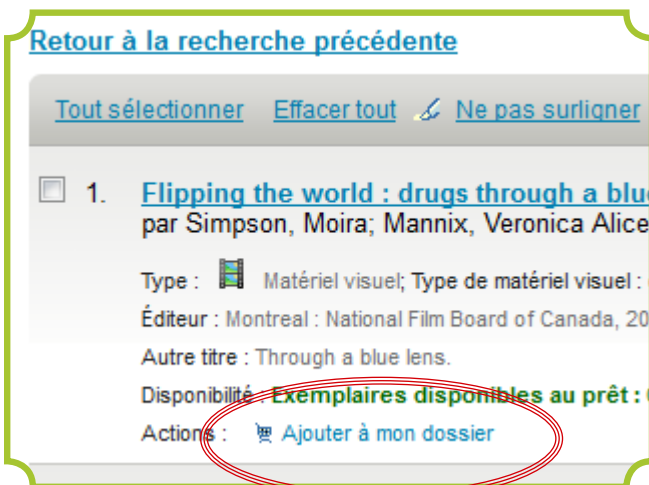 Retour à la recherche précédente
Tout sélectionner Effacer tout Ne pas surligner
1. Flipping the world : drugs through a blue
par Simpson, Moira; Mannix, Veronica Alice
Type : Matériel visuel; Type de matériel visuel :
Éditeur : Montreal : National Film Board of Canada, 20
Autre titre : Through a blue lens.
Disponibilité : Exemplaires disponibles au prêt :
Actions : Ajouter à mon dossier